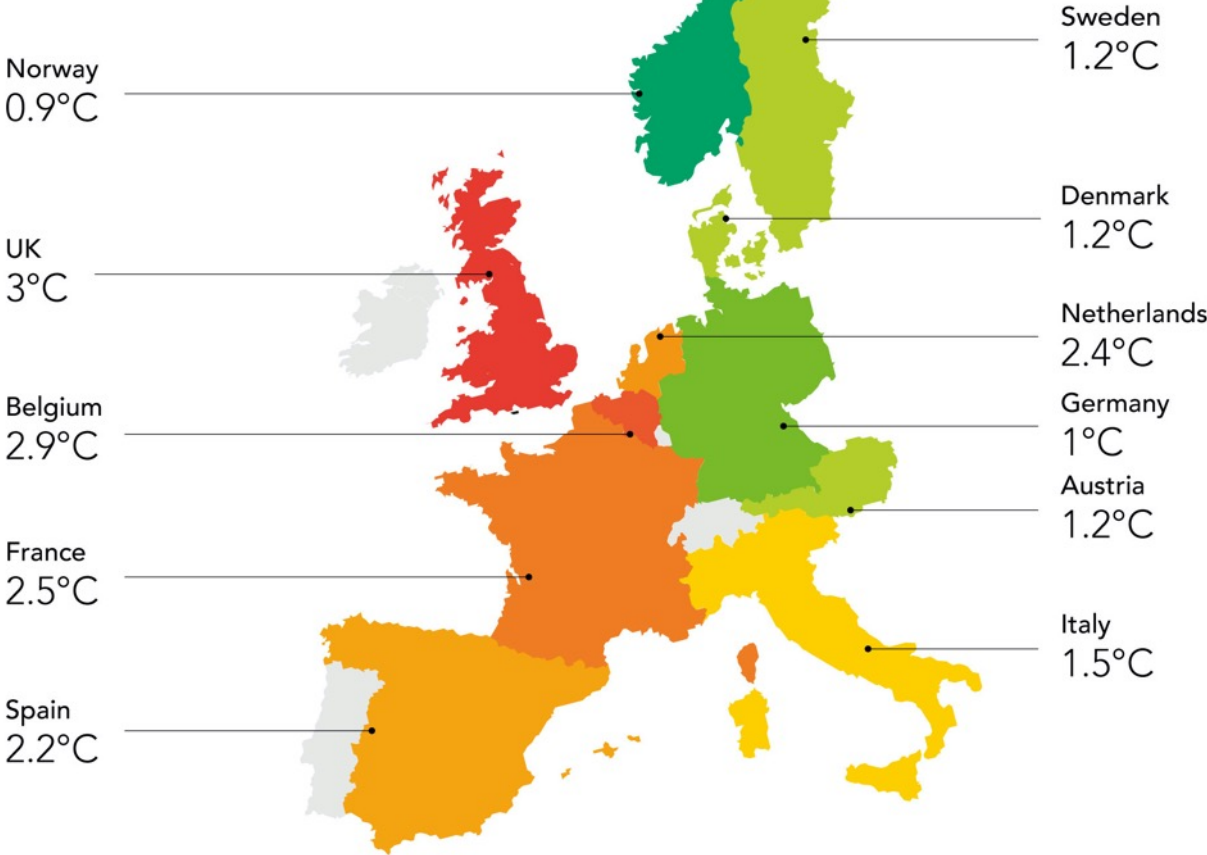 Norway
0.9°C
UK
3°C
Belgium
2.9°C
France
2.5°C
Spain
2.2°C
Sweden
1.2°C
Denmark
1.2°C
Netherlands
2.4°C
Germany
1°C
Austria
1.2°C
Italy
1.5°C